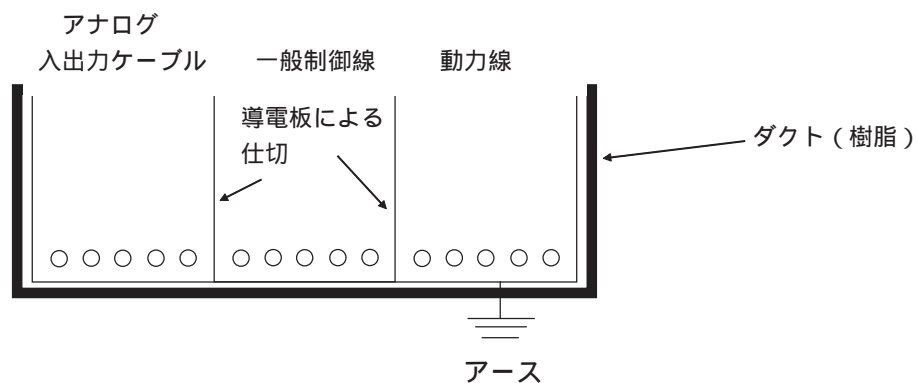 アナログ
入出力ケーブル
一般制御線
動力線
導電板による
仕切
ダクト（樹脂）
アース